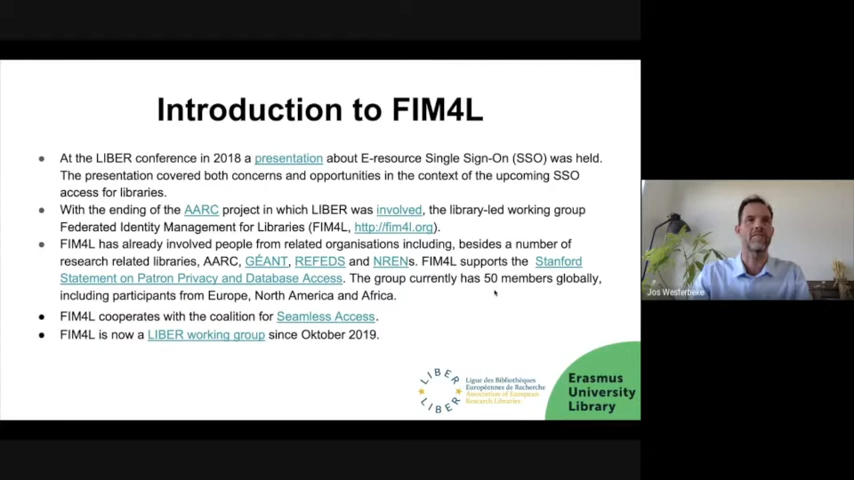 Introduction to FIM4L
● At the LIBER conference in 2018 a presentation about E-resource Single Sign-On (SSO) was held.
The presentation covered both concerns and opportunities in the context of the upcoming SSO
access for libraries.
● With the ending of the AARC project in which LIBER was involved, the library-led working group
Federated Identity Management for Libraries (FIM4L, http://fim4l.org).
● FIM4L has already involved people from related organisations including, besides a number of
research related libraries, AARC, GÉANT, REFEDS and NRENs. FIM4L supports the Stanford
Statement on Patron Privacy and Database Access. The group currently has 50 members globally,
including participants from Europe, North America and Africa.
● FIM4L cooperates with the coalition for Seamless Access.
● FIM4L is now a LIBER working group since Oktober 2019.
LIBER
LIBER
Ligue des Bibliothèques
Européennes de Recherche
Association of European
Research Libraries
Erasmus
University
Library
Jos Westerbeke